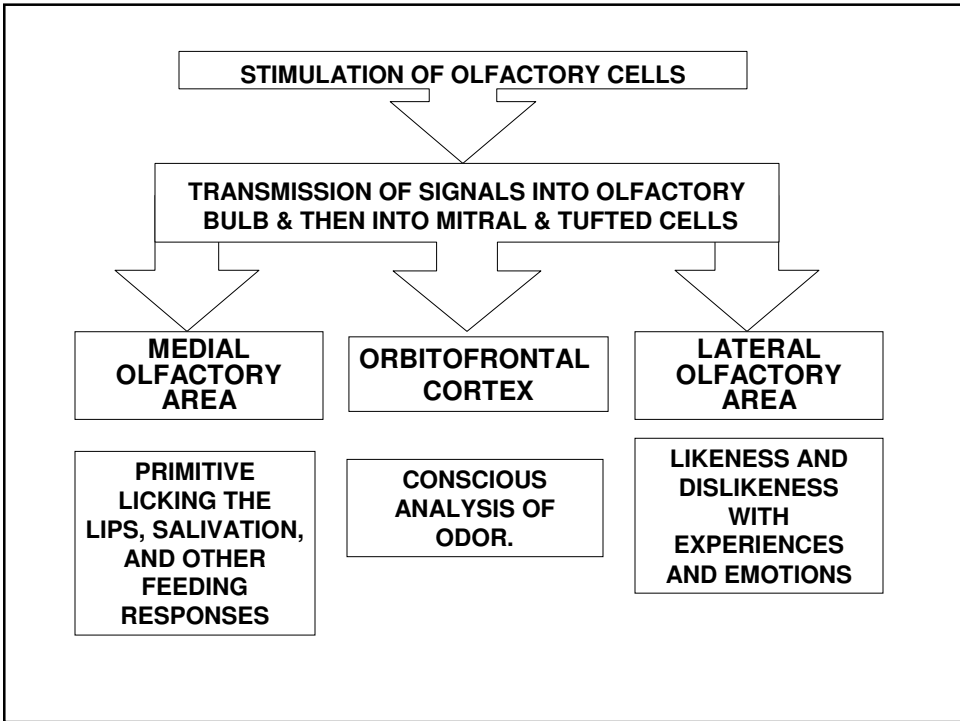 STIMULATION OF OLFACTORY CELLS
TRANSMISSION OF SIGNALS INTO OLFACTORY
BULB & THEN INTO MITRAL & TUFTED CELLS
MEDIAL
OLFACTORY
AREA
ORBITOFRONTAL
CORTEX
LATERAL
OLFACTORY
AREA
PRIMITIVE
LICKING THE
LIPS, SALIVATION,
AND OTHER
FEEDING
RESPONSES
CONSCIOUS
ANALYSIS OF
ODOR.
LIKENESS AND
DISLIKENESS
WITH
EXPERIENCES
AND EMOTIONS